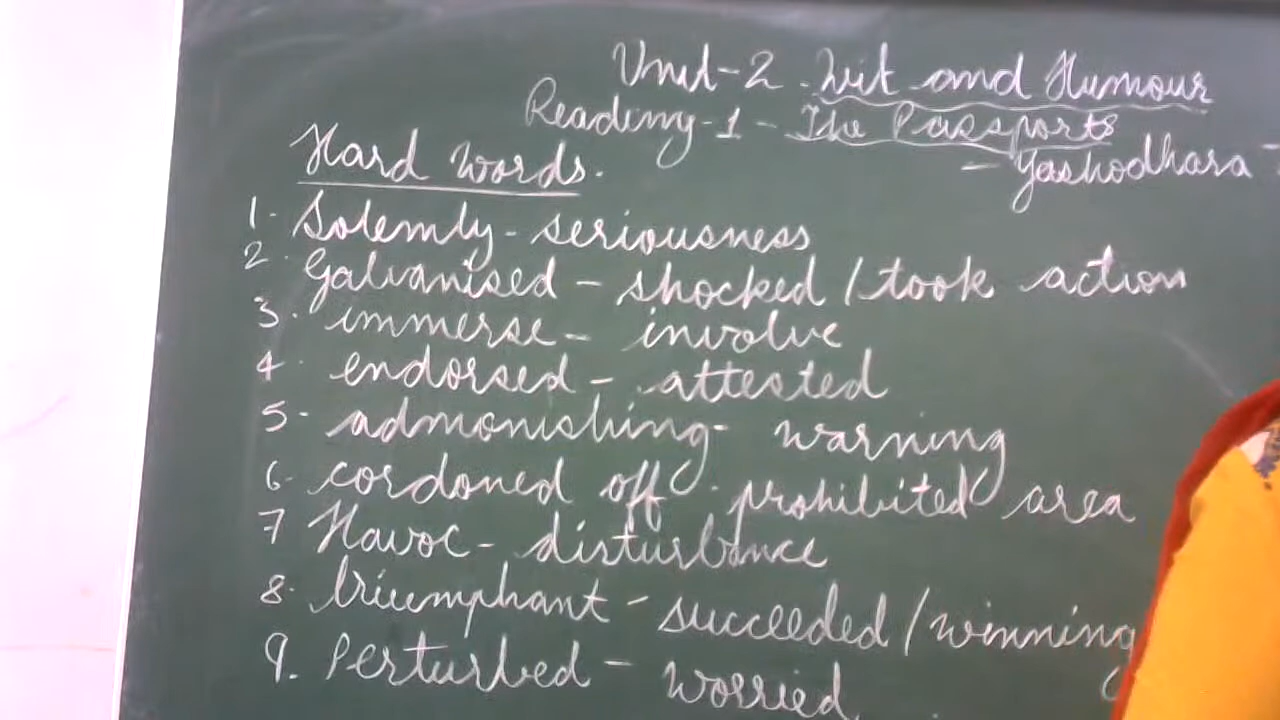 Unit-2. Wit and Humour
Reading-1 - The Passports
- Yashodhara
Hard Words.
1. Solemly - seriousness
2. Galvanised - shocked / took action
3. immerse - involve
4 endorsed - attested
5. admonishing - warning
6. cordoned off - prohibited area
7 Havoc - disturbance
8. triumphant - succeeded / winning
9. Perturbed - worried